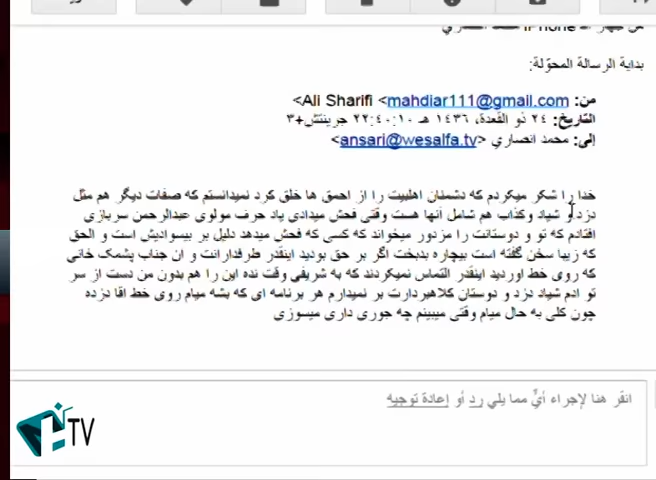 من جهاز الـ iPhone محمد انصاري
بداية الرسالة المحوّلة:
من: Ali Sharifi <mahdiar111@gmail.com>
التاريخ: ٢٤ ذو القعدة، ١٤٣٦ هـ ٢٢:٤٠:١٠ جرينتش+٣
إلى: محمد انصاري <ansari@wesalfa.tv>
خدا را شکر میکردم که دشمنان اهلبیت را از احمق ها خلق کرد نمیدانستم که صفات دیگر هم مثل
دزد و شیاد وکذاب هم شامل آنها هست وقتی فحش میدادی یاد حرف مولوی عبدالرحمن سربازی
افتادم که تو و دوستانت را مزدور میخواند که کسی که فحش میدهد دلیل بر بیسوادیش است و الحق
که زیبا سخن گفته است بیچاره بدبخت اگر بر حق بودید اینقدر طرفدارانت و ان جناب پشمک خانی
که روی خط اوردید اینقدر التماس نمیکردند که به شریفی وقت نده این را هم بدون من دست از سر
تو ادم شیاد دزد و دوستان کلاهبردارت بر نمیدارم هر برنامه ای که بشه میام روی خط اقا دزده
چون کلی به حال میام وقتی میبینم چه جوری داری میسوزی
انقر هنا لإجراء أيٍّ مما يلي رد أو إعادة توجيه
TV